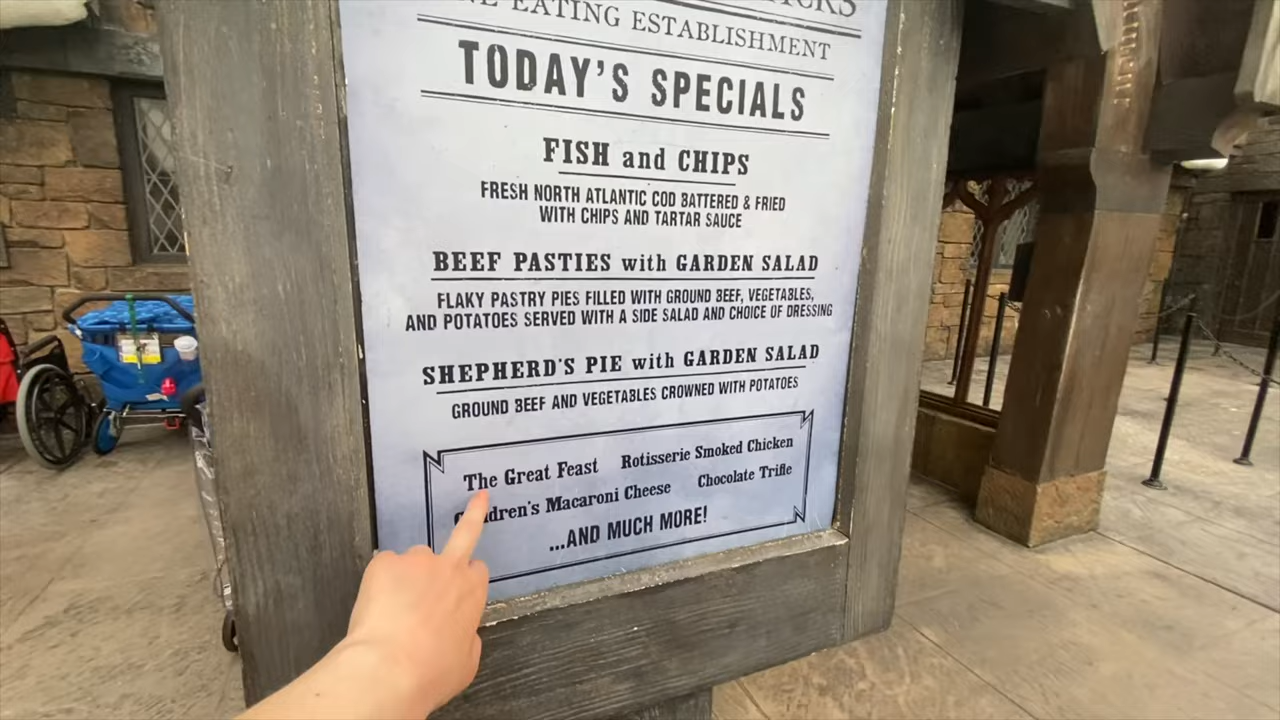 EATING ESTABLISHMENT
TODAY'S SPECIALS
FISH and CHIPS
FRESH NORTH ATLANTIC COD BATTERED & FRIED
WITH CHIPS AND TARTAR SAUCE
BEEF PASTIES with GARDEN SALAD
FLAKY PASTRY PIES FILLED WITH GROUND BEEF, VEGETABLES,
AND POTATOES SERVED WITH A SIDE SALAD AND CHOICE OF DRESSING
SHEPHERD'S PIE with GARDEN SALAD
GROUND BEEF AND VEGETABLES CROWNED WITH POTATOES
The Great Feast Rotisserie Smoked Chicken
Children's Macaroni Cheese Chocolate Trifle
...AND MUCH MORE!